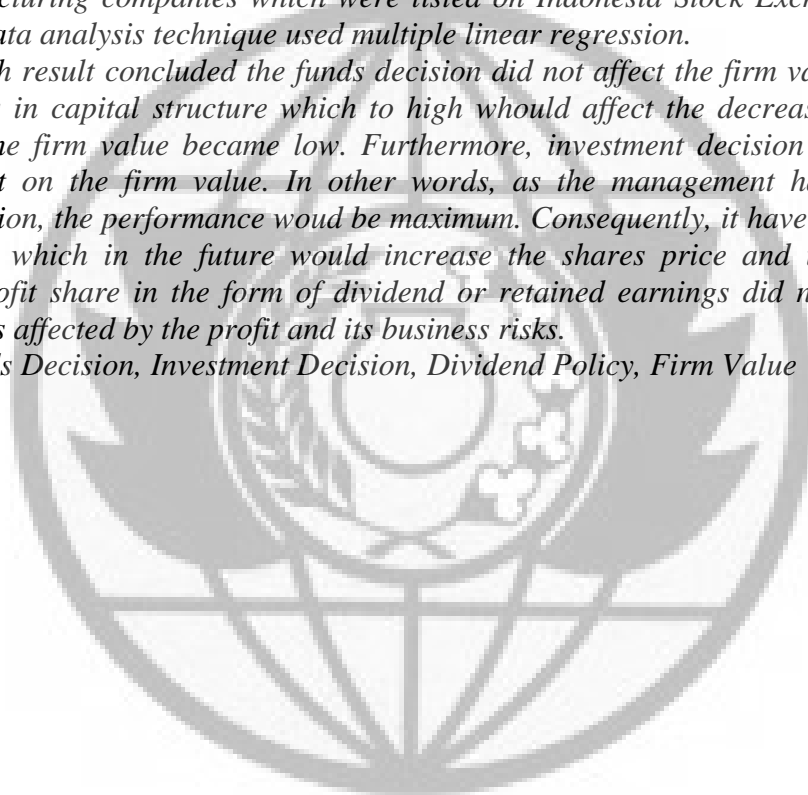 cturing companies which were listed on Indonesia Stock Exch
ata analysis technique used multiple linear regression.
h result concluded the funds decision did not affect the firm va
in capital structure which to high whould affect the decreas
he firm value became low. Furthermore, investment decision
t on the firm value. In other words, as the management h
ion, the performance woud be maximum. Consequently, it have
which in the future would increase the shares price and
ofit share in the form of dividend or retained earnings did n
s affected by the profit and its business risks.
s Decision, Investment Decision, Dividend Policy, Firm Value